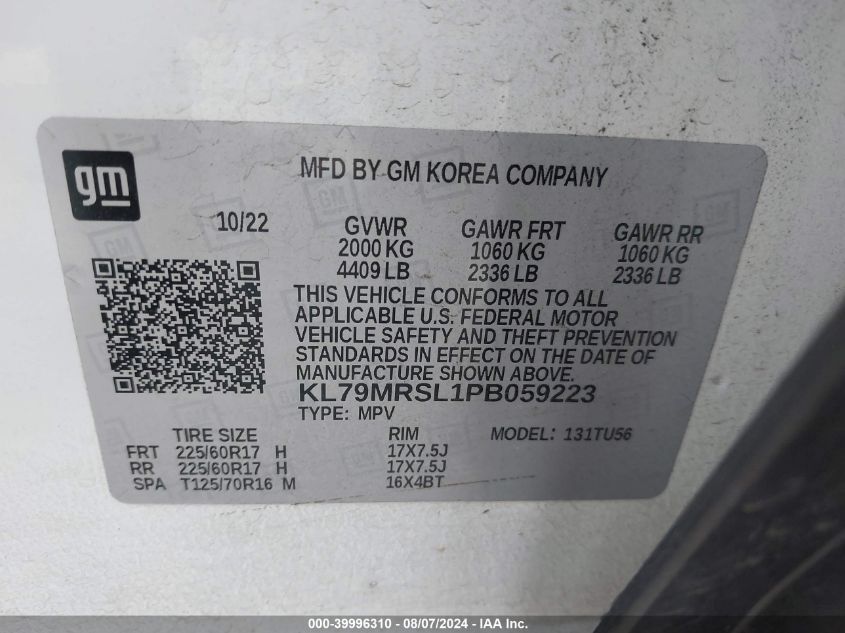 gm
MFD BY GM KOREA COMPANY
10/22 GVWR GAWR FRT GAWR RR
2000 KG 1060 KG 1060 KG
4409 LB 2336 LB 2336 LB
THIS VEHICLE CONFORMS TO ALL
APPLICABLE U.S. FEDERAL MOTOR
VEHICLE SAFETY AND THEFT PREVENTION
STANDARDS IN EFFECT ON THE DATE OF
MANUFACTURE SHOWN ABOVE.
KL79MRSL1PB059223
TYPE: MPV
TIRE SIZE RIM MODEL: 131TU56
FRT 225/60R17 H 17X7.5J
RR 225/60R17 H 17X7.5J
SPA T125/70R16 M 16X4BT
000-39996310 - 08/07/2024 - IAA Inc.